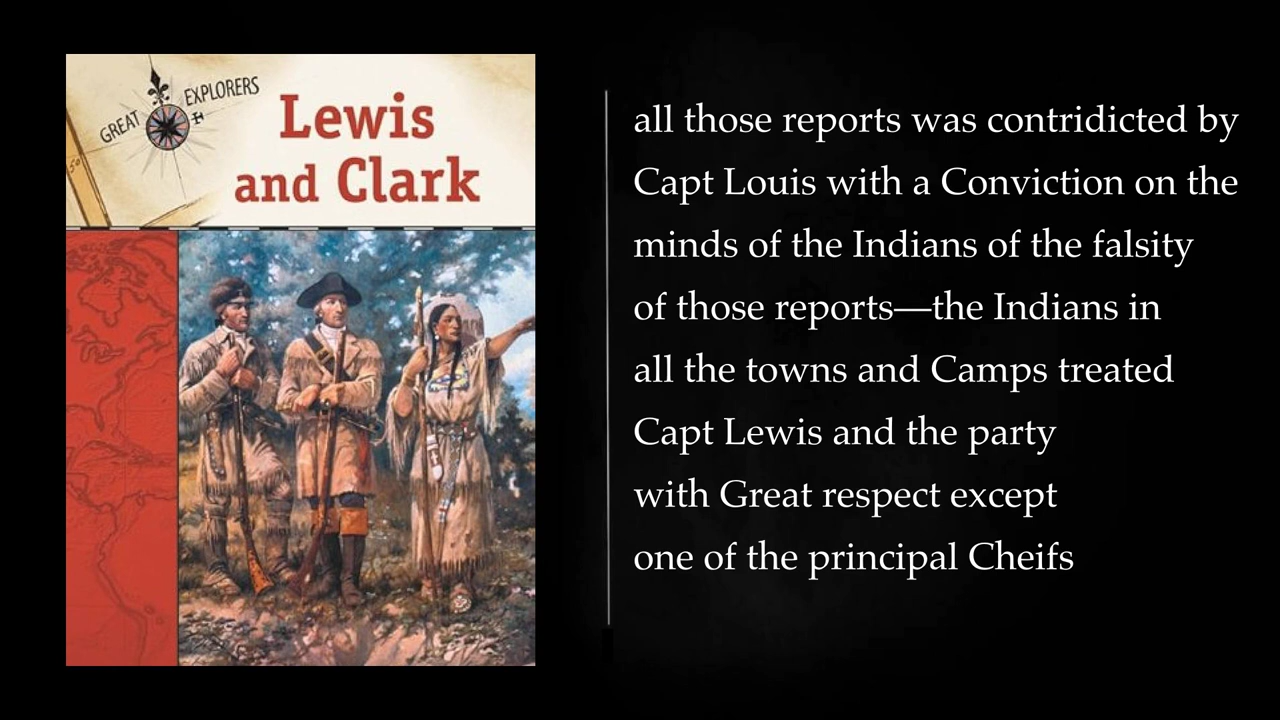 GREAT EXPLORERS
Lewis
and Clark
50
all those reports was contridicted by
Capt Louis with a Conviction on the
minds of the Indians of the falsity
of those reports—the Indians in
all the towns and Camps treated
Capt Lewis and the party
with Great respect except
one of the principal Cheifs